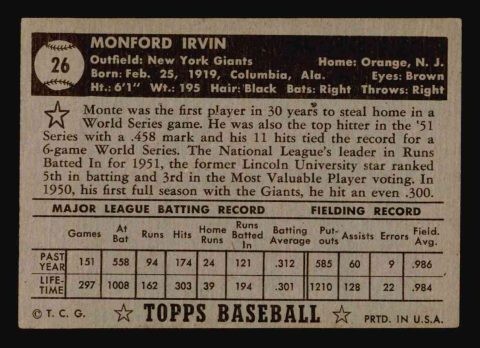 26
MONFORD IRVIN
Outfield: New York Giants Home: Orange, N. J.
Born: Feb. 25, 1919, Columbia, Ala. Eyes: Brown
Ht.: 6'1" Wt.: 195 Hair: Black Bats: Right Throws: Right
Monte was the first player in 30 years to steal home in a
World Series game. He was also the top hitter in the '51
Series with a .458 mark and his 11 hits tied the record for a
6-game World Series. The National League's leader in Runs
Batted In for 1951, the former Lincoln University star ranked
5th in batting and 3rd in the Most Valuable Player voting. In
1950, his first full season with the Giants, he hit an even .300.
MAJOR LEAGUE BATTING RECORD FIELDING RECORD
Games At Bat Runs Hits Home Runs Runs Batted In Batting Average Put-outs Assists Errors Field. Avg.
PAST YEAR 151 558 94 174 24 121 .312 585 60 9 .986
LIFE-TIME 297 1008 162 303 39 194 .301 1210 128 22 .984
© T. C. G. ☆ TOPPS BASEBALL ☆ PRTD. IN U.S.A.